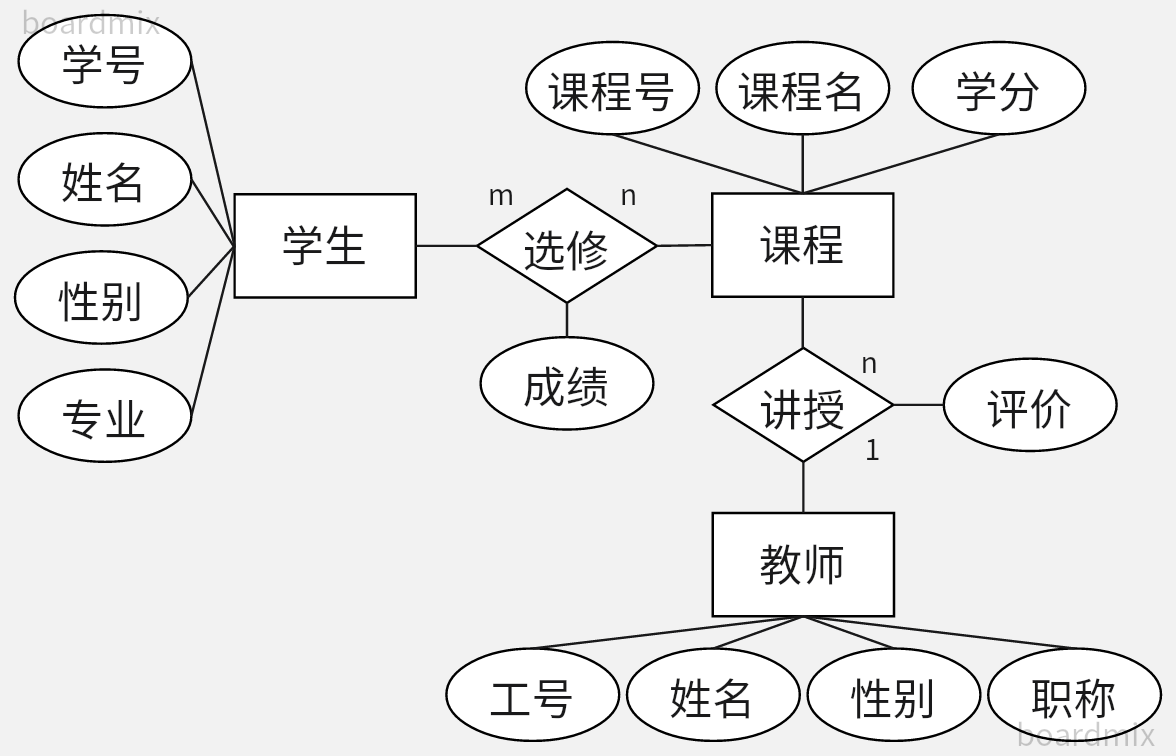 boardmix
学号
姓名
性别
专业
学生
m
选修
n
成绩
课程号
课程名
学分
课程
n
讲授
1
评价
教师
工号
姓名
性别
职称
boardmix